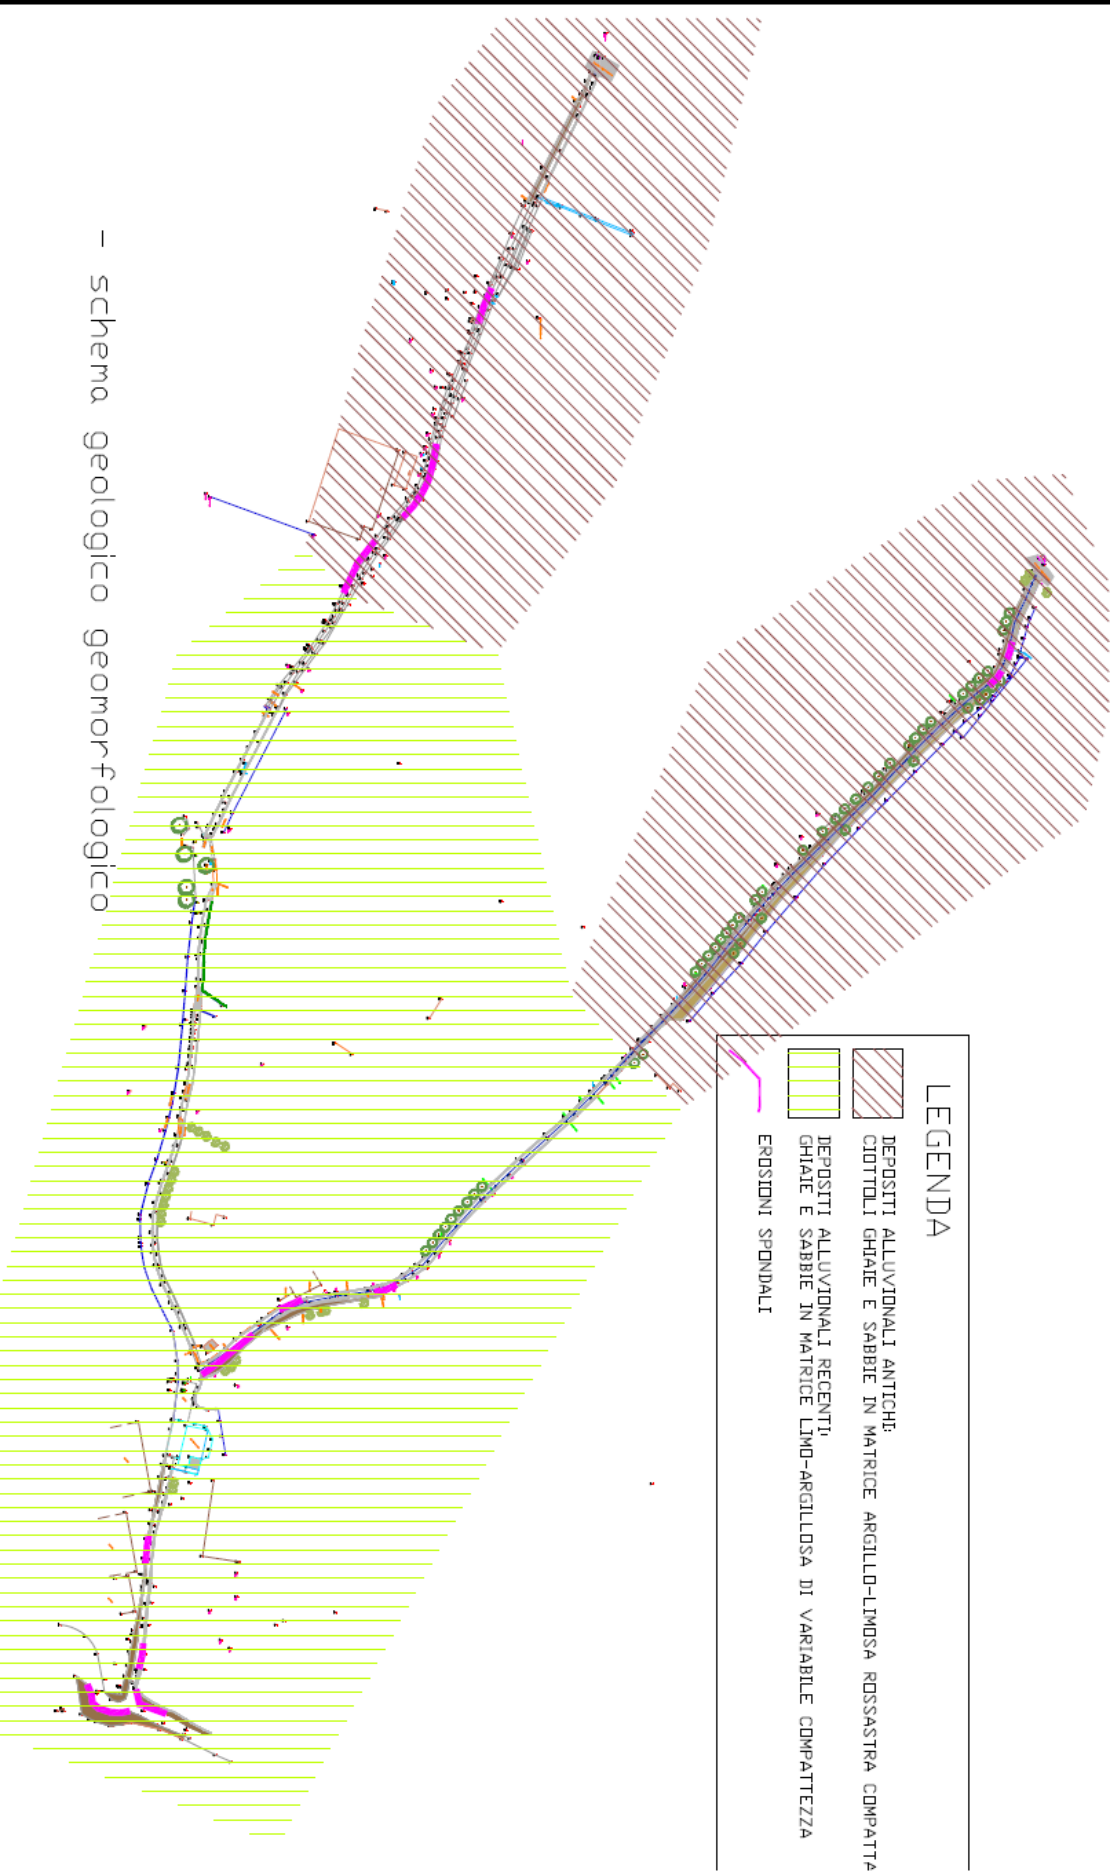 - schema geologico geomorfologico
LEGENDA
DEPOSITI ALLUVIONALI ANTICHI:
CIOTTOLI GHIAIE E SABBIE IN MATRICE ARGILLO-LIMOSA ROSSASTRA COMPATTA
DEPOSITI ALLUVIONALI RECENTI:
GHIAIE E SABBIE IN MATRICE LIMO-ARGILLOSA DI VARIABILE COMPATTEZZA
EROSIONI SPONDALI